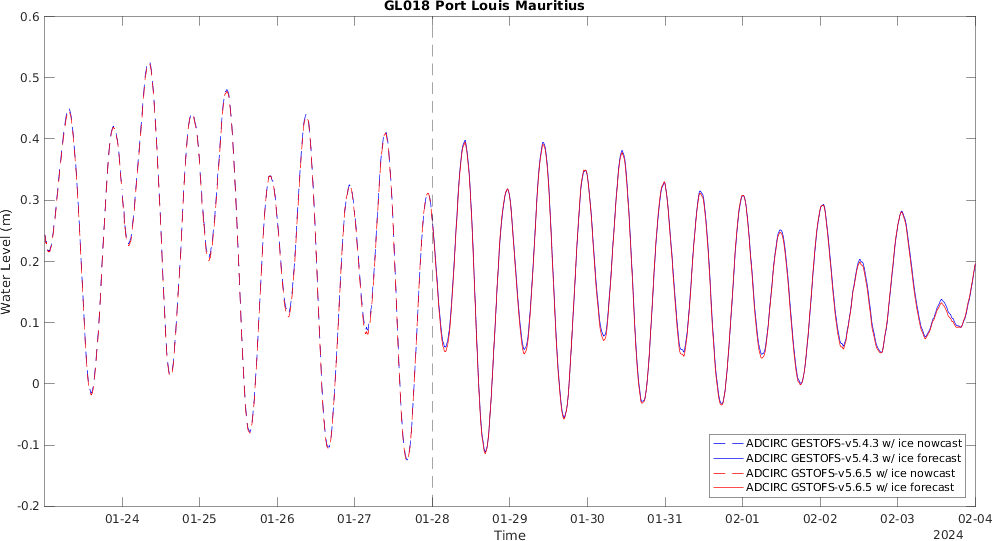 GL018 Port Louis Mauritius
0.6
0.5
0.4
0.3
0.2
0.1
0
-0.1
-0.2
Water Level (m)
ADCIRC GESTOFS-v5.4.3 w/ ice nowcast
ADCIRC GESTOFS-v5.4.3 w/ ice forecast
ADCIRC GSTOFS-v5.6.5 w/ ice nowcast
ADCIRC GSTOFS-v5.6.5 w/ ice forecast
01-24 01-25 01-26 01-27 01-28 01-29 01-30 01-31 02-01 02-02 02-03 02-04
Time 2024